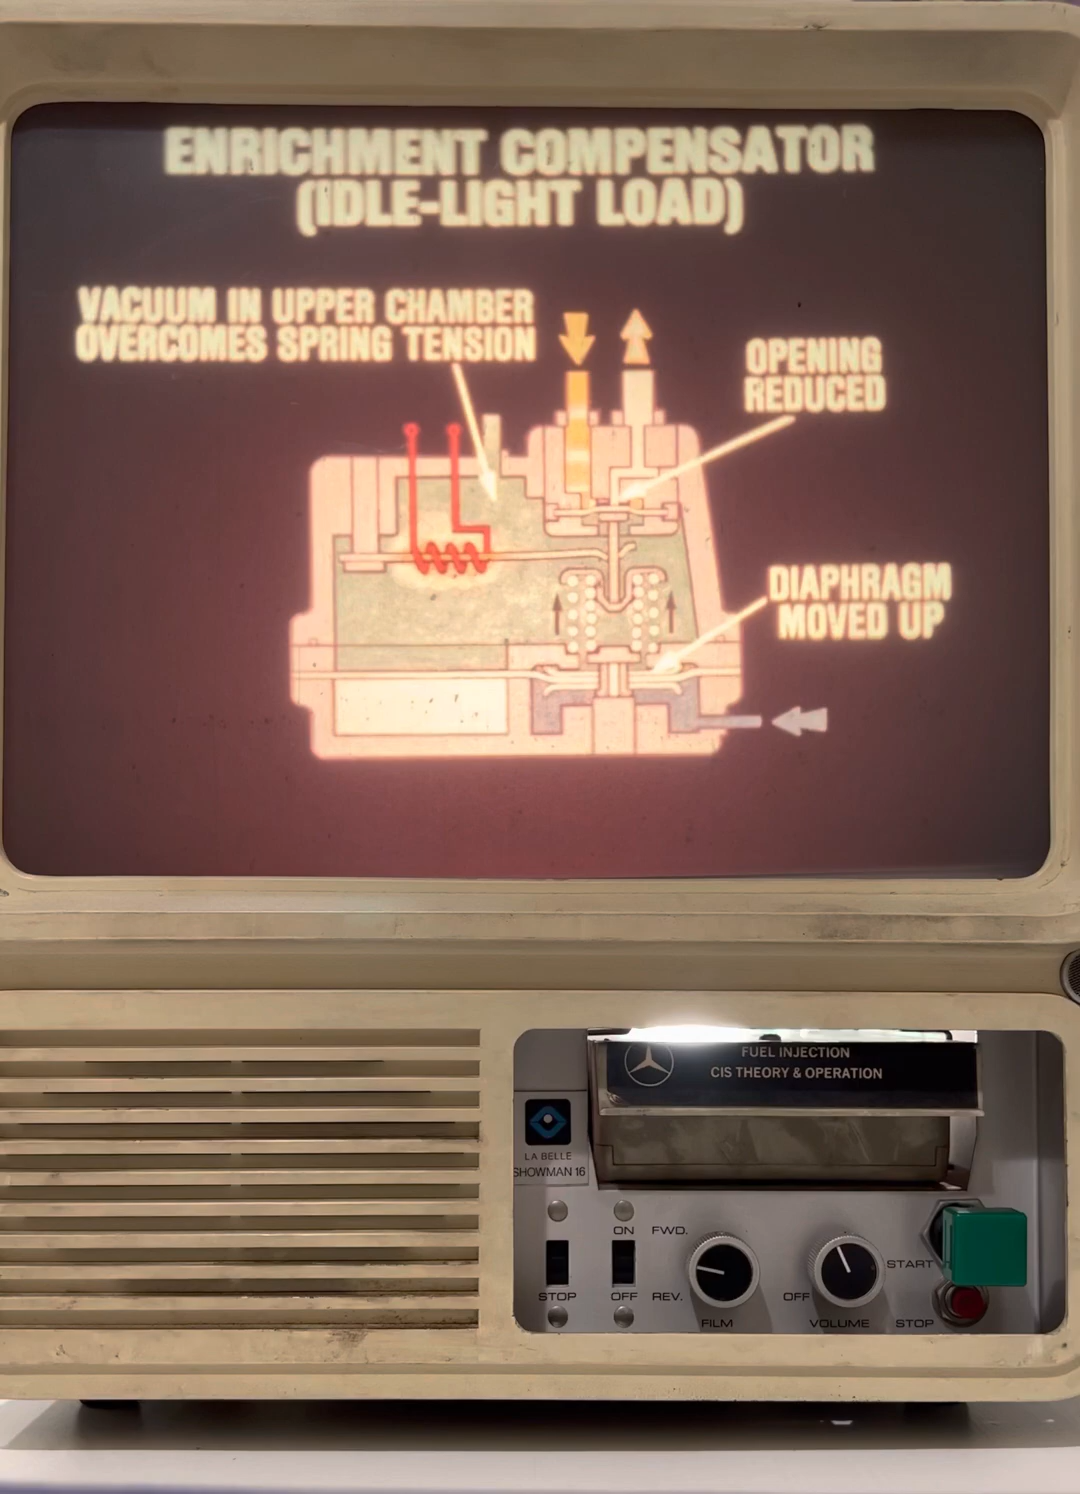 ENRICHMENT COMPENSATOR
(IDLE-LIGHT LOAD)
VACUUM IN UPPER CHAMBER
OVERCOMES SPRING TENSION
OPENING
REDUCED
DIAPHRAGM
MOVED UP
FUEL INJECTION
CIS THEORY & OPERATION
LA BELLE
SHOWMAN 16
ON
FWD.
START
STOP
OFF
REV.
OFF
FILM
VOLUME
STOP